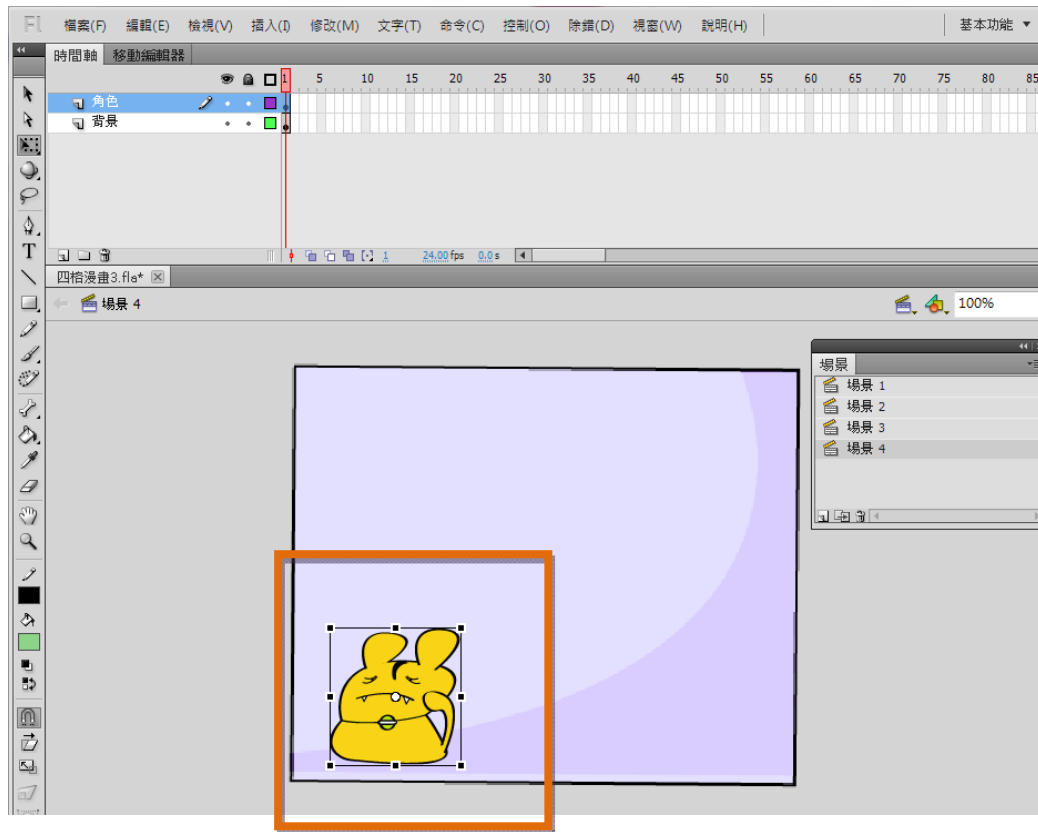 Fl 檔案(F) 編輯(E) 檢視(V) 插入(I) 修改(M) 文字(T) 命令(C) 控制(O) 除錯(D) 視窗(W) 說明(H) 基本功能
時間軸 移動編輯器
1 5 10 15 20 25 30 35 40 45 50 55 60 65 70 75 80 85
角色
背景
1 24.00 fps 0.0 s
四格漫畫3.fla*
場景 4 100%
場景
場景 1
場景 2
場景 3
場景 4